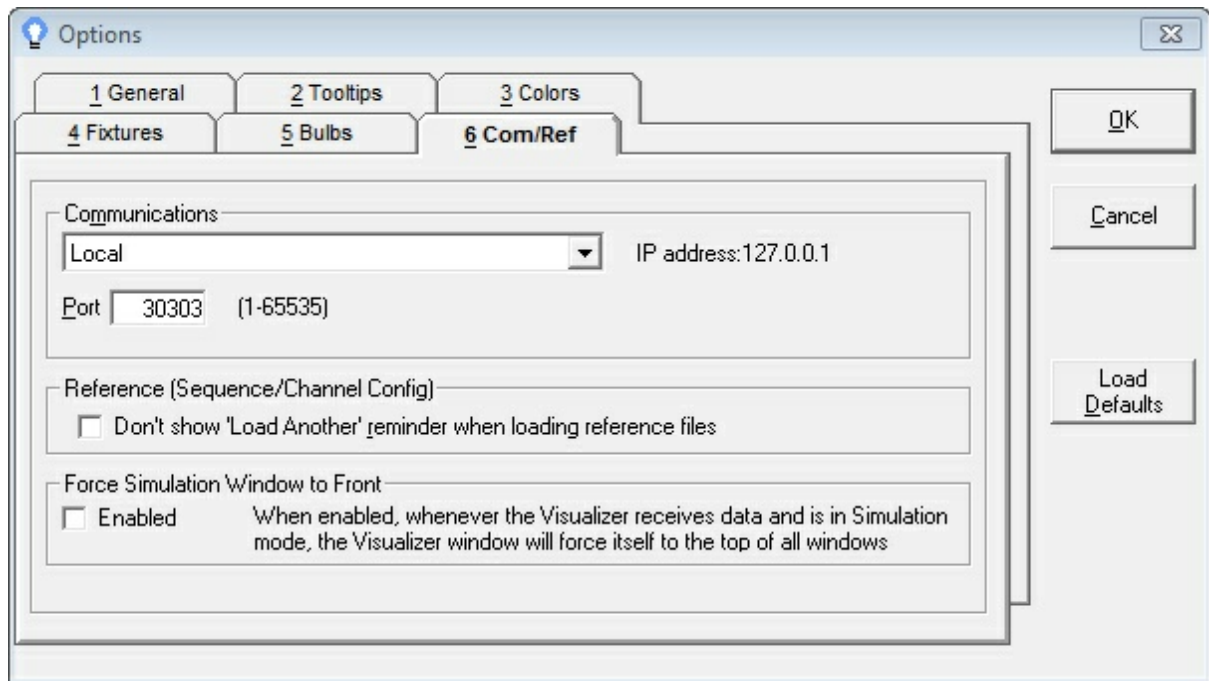 Options
1 General
2 Tooltips
3 Colors
4 Fixtures
5 Bulbs
6 Com/Ref
OK
Cancel
Load
Defaults
Communications
Local
IP address:127.0.0.1
Port 30303 (1-65535)
Reference (Sequence/Channel Config)
Don't show 'Load Another' reminder when loading reference files
Force Simulation Window to Front
Enabled
When enabled, whenever the Visualizer receives data and is in Simulation
mode, the Visualizer window will force itself to the top of all windows